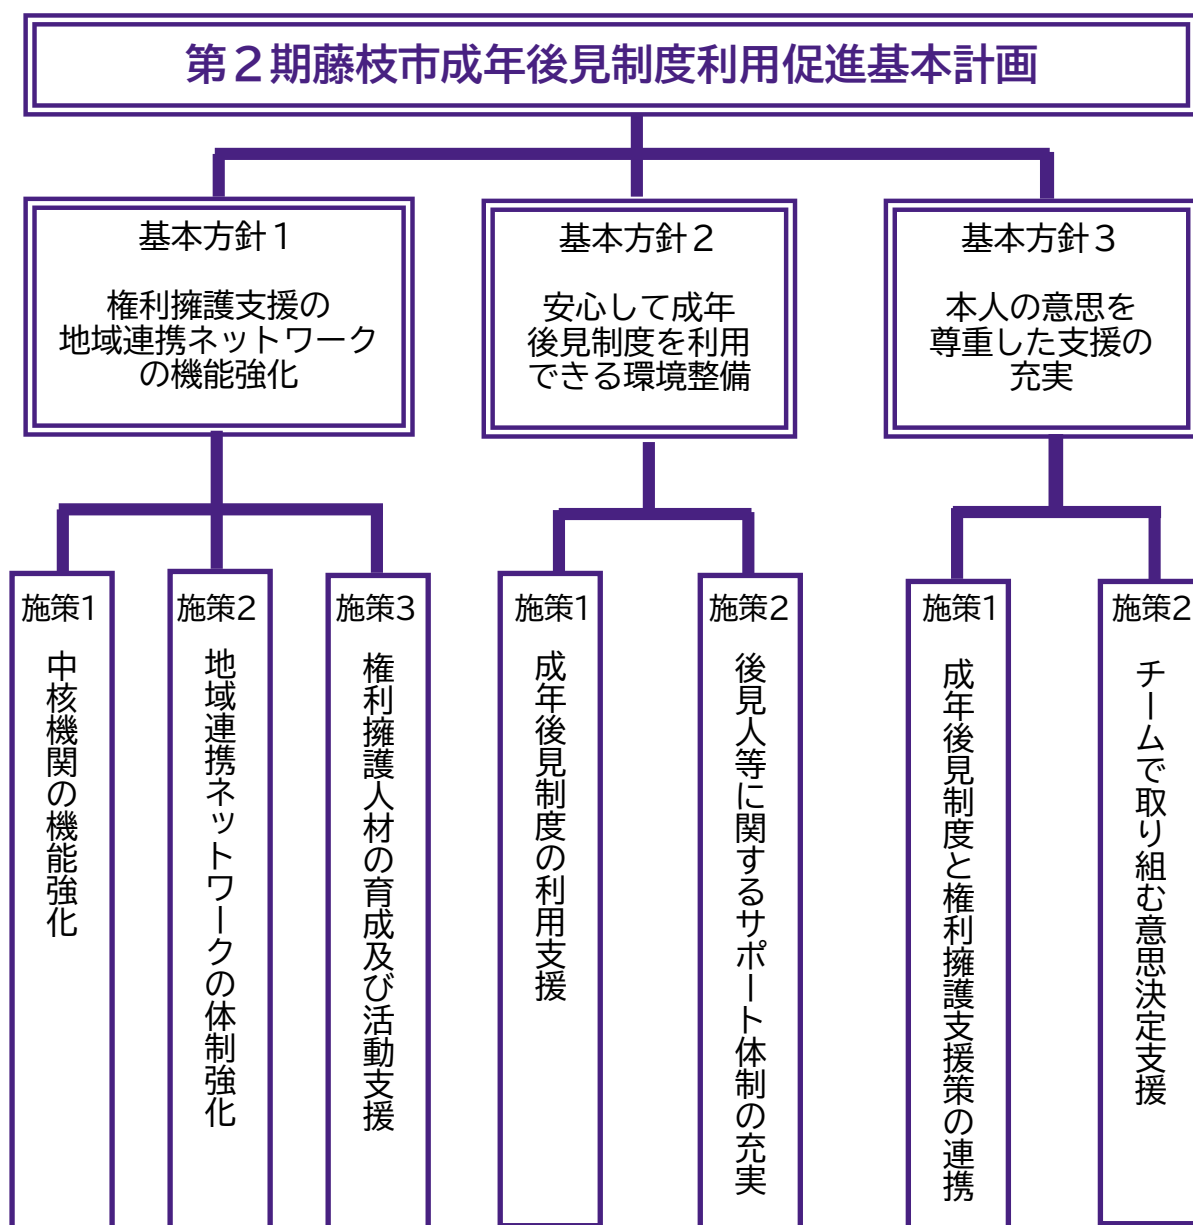 第２期藤枝市成年後見制度利用促進基本計画
基本方針１
権利擁護支援の
地域連携ネットワーク
の機能強化
基本方針２
安心して成年
後見制度を利用
できる環境整備
基本方針３
本人の意思を
尊重した支援の
充実
施策1
中核機関の機能強化
施策2
地域連携ネットワークの体制強化
施策3
権利擁護人材の育成及び活動支援
施策1
成年後見制度の利用支援
施策2
後見人等に関するサポート体制の充実
施策1
成年後見制度と権利擁護支援策の連携
施策2
チームで取り組む意思決定支援